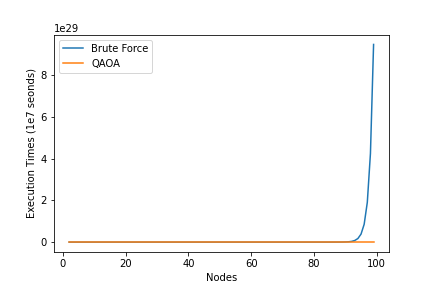 1e29
Brute Force
QAOA
8
6
4
2
0
Execution Times (1e7 seonds)
0 20 40 60 80 100
Nodes